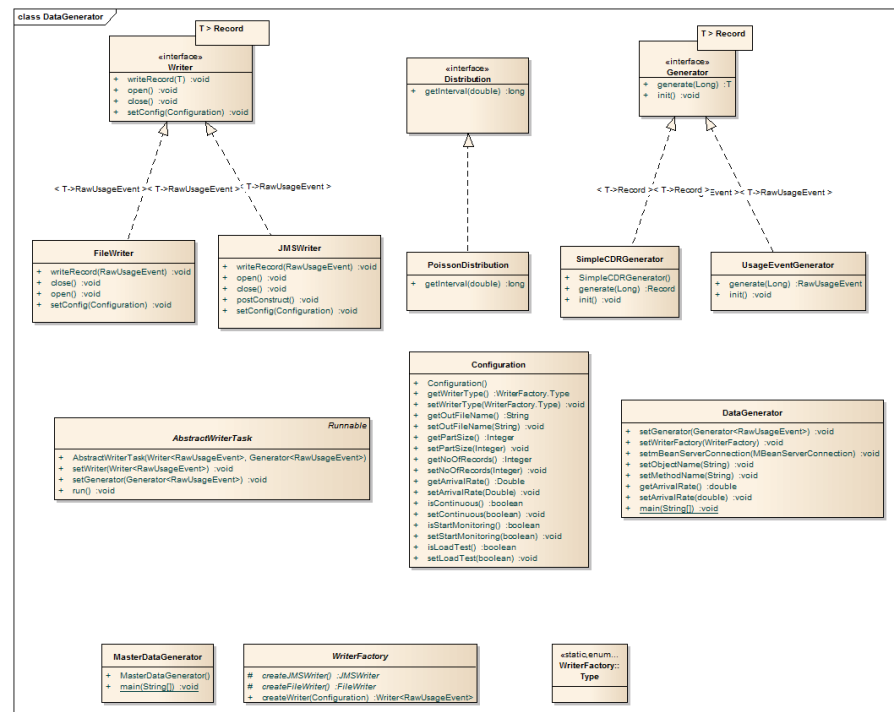 class DataGenerator
T > Record
«interface»
Writer
+ writeRecord(T) :void
+ open() :void
+ close() :void
+ setConfig(Configuration) :void
«interface»
Distribution
+ getInterval(double) :long
T > Record
«interface»
Generator
+ generate(Long) :T
+ init() :void
< T->RawUsageEvent >
< T->RawUsageEvent >
< T->RawUsageEvent >
< T->Record >
< T->Record >
Event >
< T->RawUsageEvent >
FileWriter
+ writeRecord(RawUsageEvent) :void
+ close() :void
+ open() :void
+ setConfig(Configuration) :void
JMSWriter
+ writeRecord(RawUsageEvent) :void
+ open() :void
+ close() :void
+ postConstruct() :void
+ setConfig(Configuration) :void
PoissonDistribution
+ getInterval(double) :long
SimpleCDRGenerator
+ SimpleCDRGenerator()
+ generate(Long) :Record
+ init() :void
UsageEventGenerator
+ generate(Long) :RawUsageEvent
+ init() :void
Runnable
AbstractWriterTask
+ AbstractWriterTask(Writer<RawUsageEvent>, Generator<RawUsageEvent>)
+ setWriter(Writer<RawUsageEvent>) :void
+ setGenerator(Generator<RawUsageEvent>) :void
+ run() :void
Configuration
+ Configuration()
+ getWriterType() :WriterFactory.Type
+ setWriterType(WriterFactory.Type) :void
+ getOutFileName() :String
+ setOutFileName(String) :void
+ getPartSize() :Integer
+ setPartSize(Integer) :void
+ getNoOfRecords() :Integer
+ setNoOfRecords(Integer) :void
+ getArrivalRate() :Double
+ setArrivalRate(Double) :void
+ isContinuous() :boolean
+ setContinuous(boolean) :void
+ isStartMonitoring() :boolean
+ setStartMonitoring(boolean) :void
+ isLoadTest() :boolean
+ setLoadTest(boolean) :void
DataGenerator
+ setGenerator(Generator<RawUsageEvent>) :void
+ setWriterFactory(WriterFactory) :void
+ setmBeanServerConnection(MBeanServerConnection) :void
+ setObjectName(String) :void
+ setMethodName(String) :void
+ getArrivalRate() :double
+ setArrivalRate(double) :void
+ main(String[]) :void
MasterDataGenerator
+ MasterDataGenerator()
+ main(String[]) :void
WriterFactory
# createJMSWriter() :JMSWriter
# createFileWriter() :FileWriter
+ createWriter(Configuration) :Writer<RawUsageEvent>
«static,enum...
WriterFactory::
Type